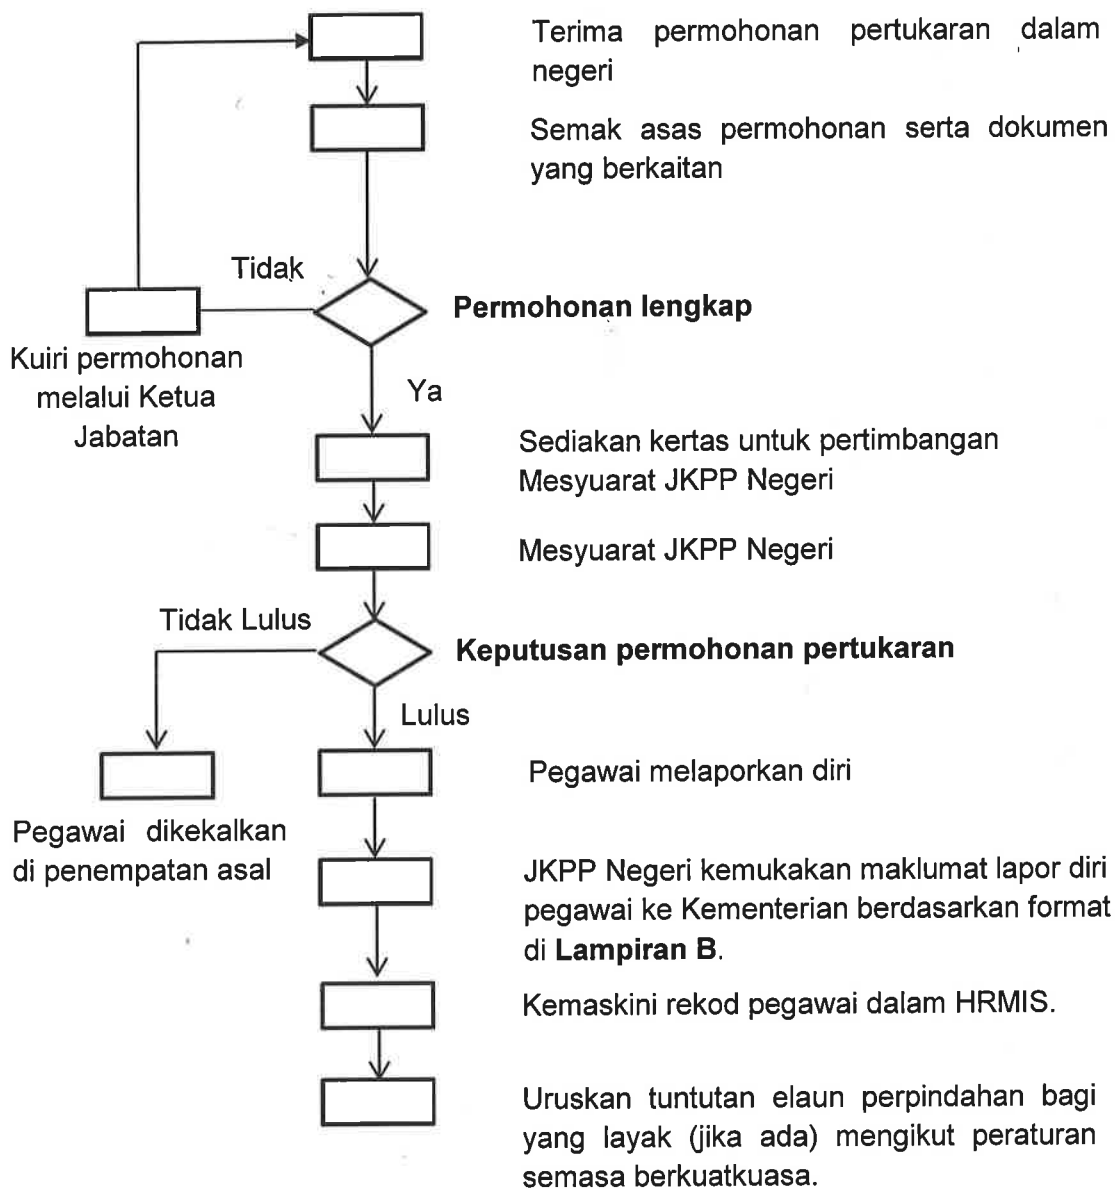 Terima permohonan pertukaran dalam
negeri
Semak asas permohonan serta dokumen
yang berkaitan
Tidak
Permohonan lengkap
Kuiri permohonan
melalui Ketua
Jabatan
Ya
Sediakan kertas untuk pertimbangan
Mesyuarat JKPP Negeri
Mesyuarat JKPP Negeri
Tidak Lulus
Keputusan permohonan pertukaran
Lulus
Pegawai melaporkan diri
Pegawai dikekalkan
di penempatan asal
JKPP Negeri kemukakan maklumat lapor diri
pegawai ke Kementerian berdasarkan format
di Lampiran B.
Kemaskini rekod pegawai dalam HRMIS.
Uruskan tuntutan elaun perpindahan bagi
yang layak (jika ada) mengikut peraturan
semasa berkuatkuasa.